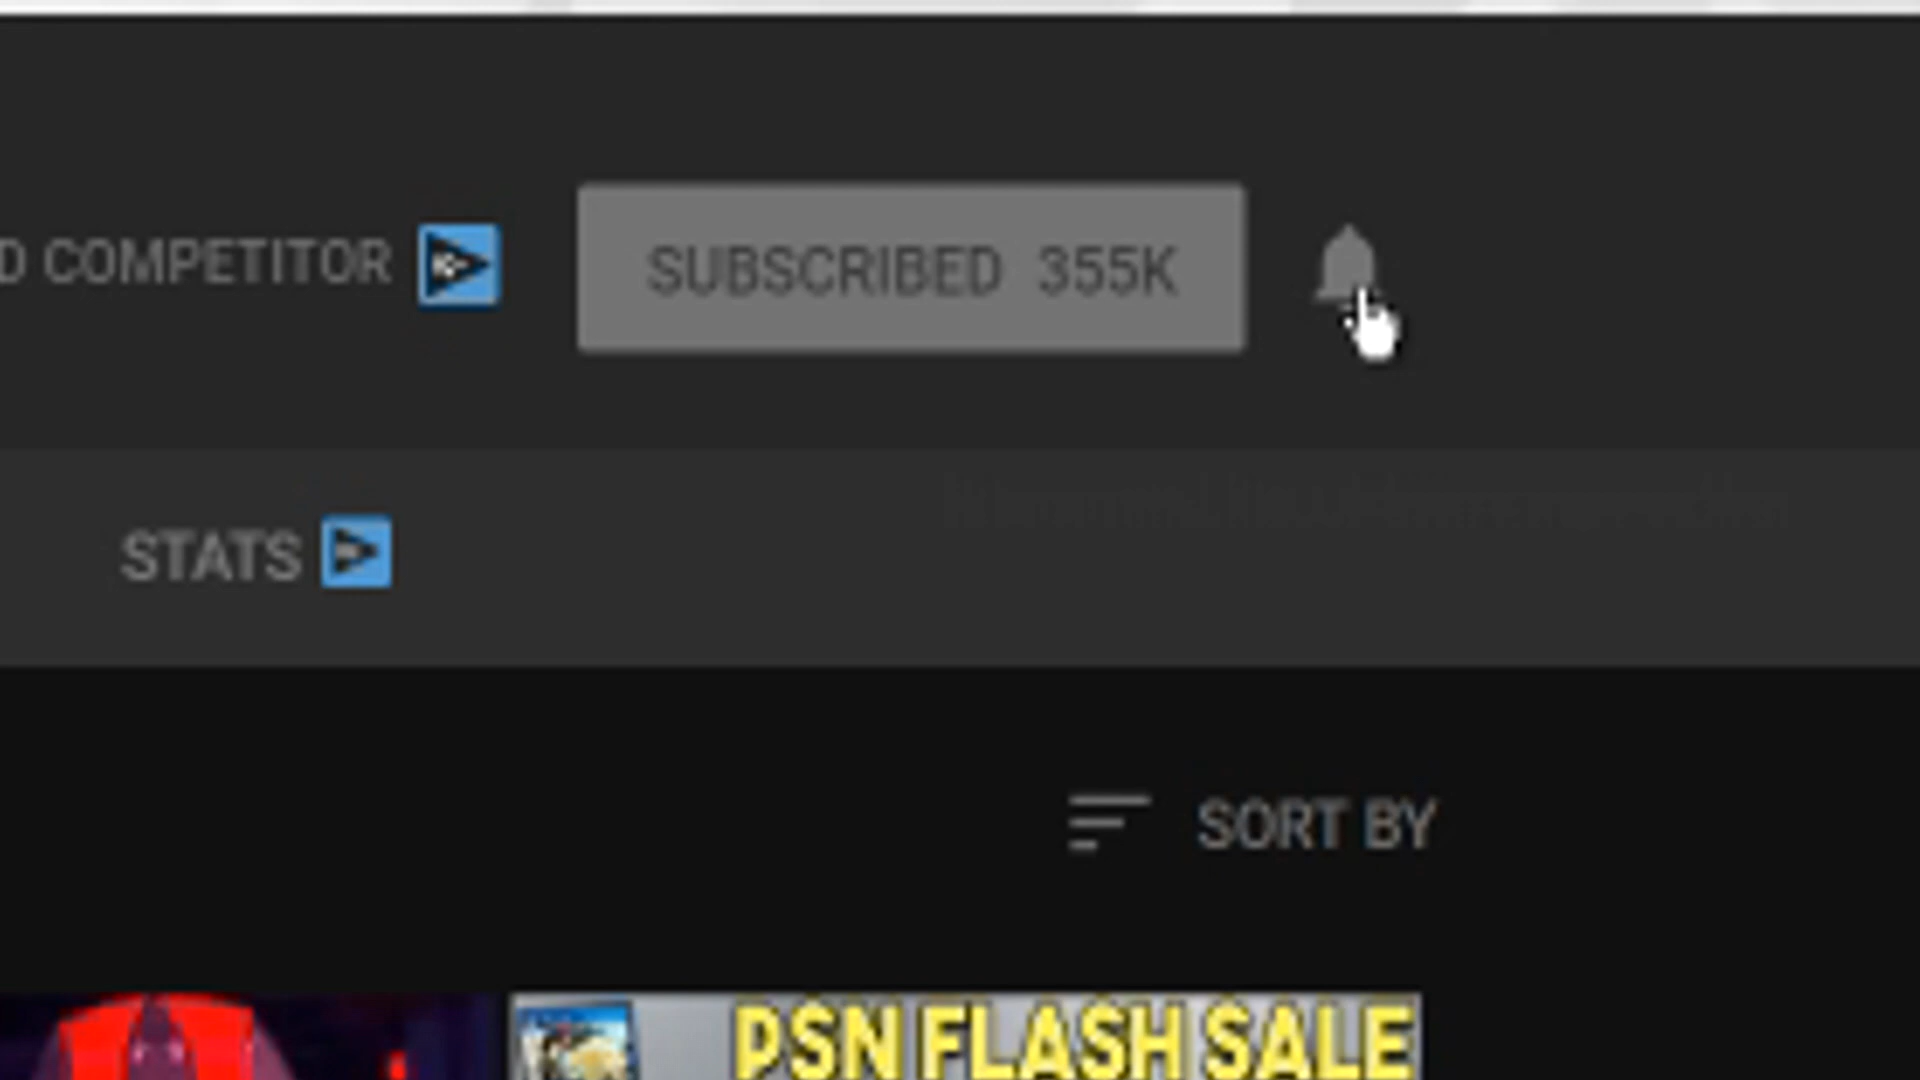 D COMPETITOR
SUBSCRIBED 355K
STATS
SORT BY
PSN FLASH SALE